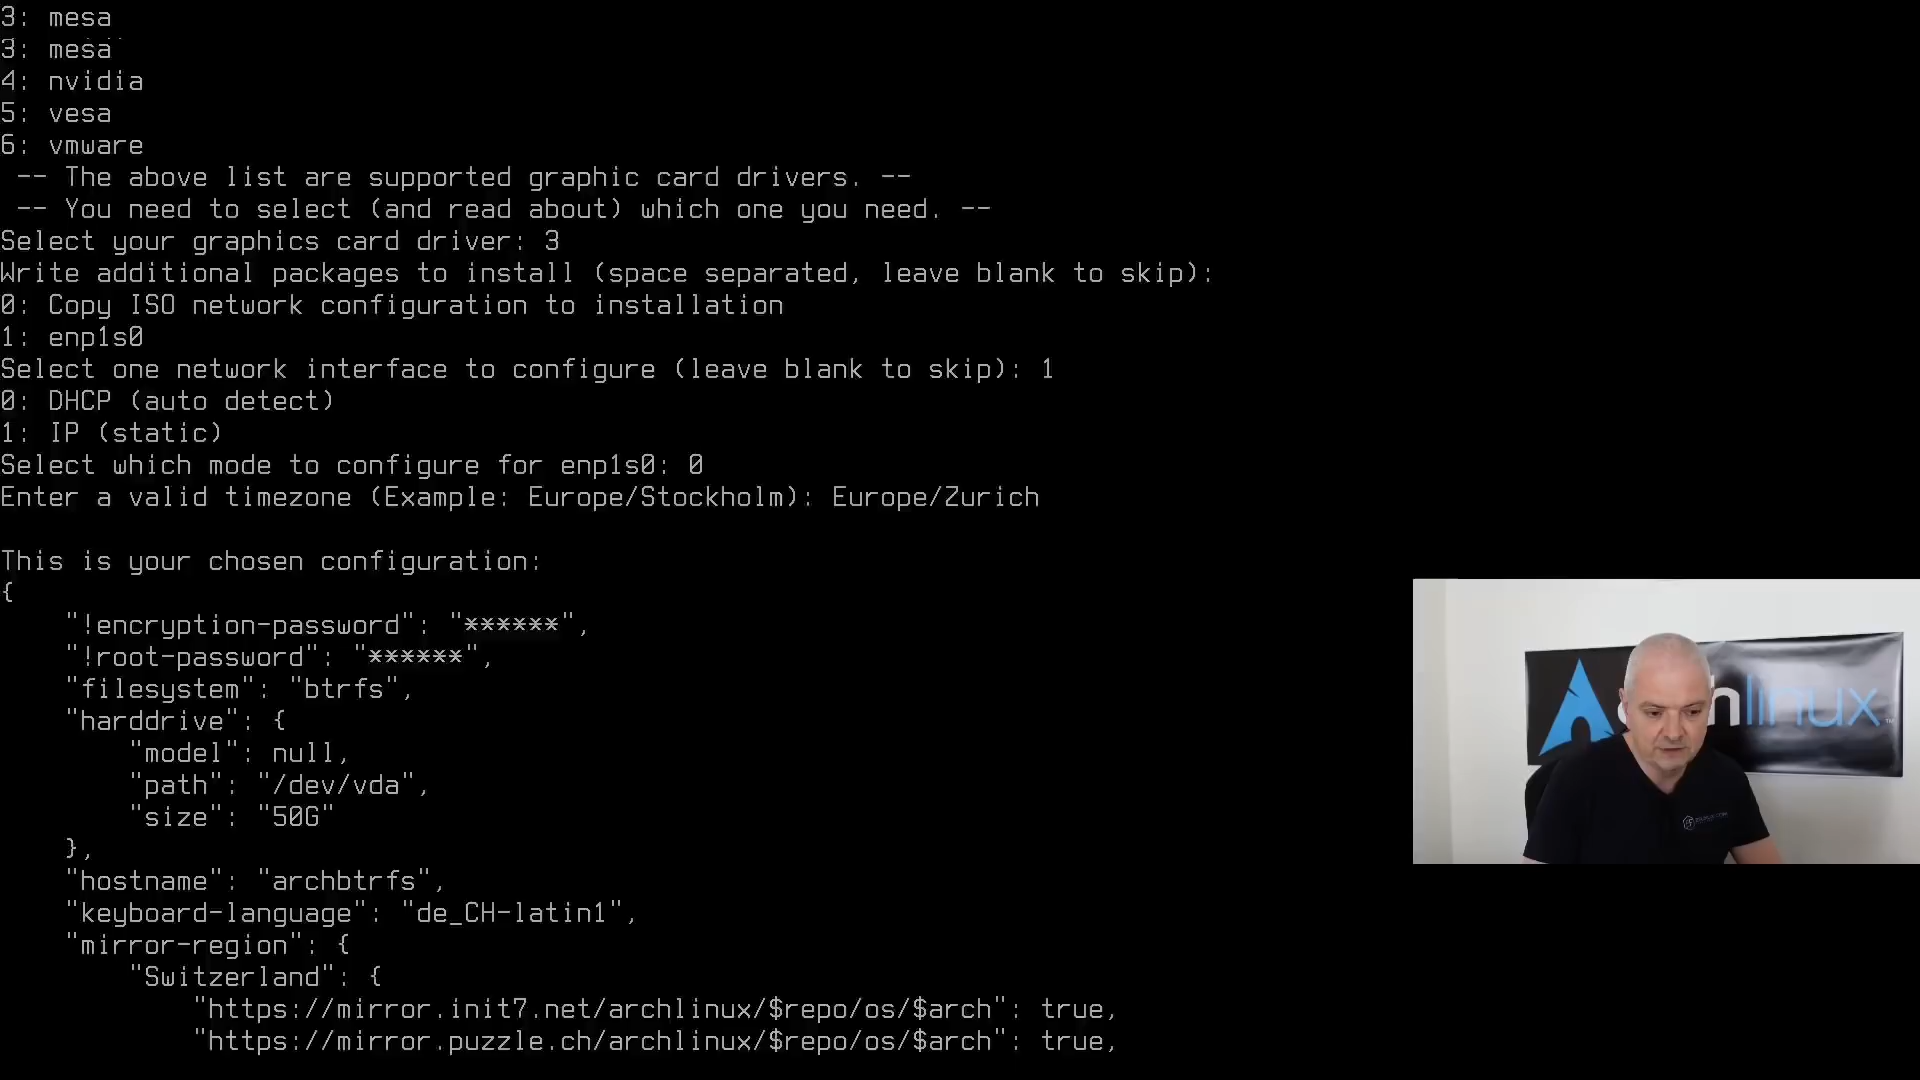 3: mesa
3: mesa
4: nvidia
5: vesa
6: vmware
-- The above list are supported graphic card drivers. --
-- You need to select (and read about) which one you need. --
Select your graphics card driver: 3
Write additional packages to install (space separated, leave blank to skip):
0: Copy ISO network configuration to installation
1: enp1s0
Select one network interface to configure (leave blank to skip): 1
0: DHCP (auto detect)
1: IP (static)
Select which mode to configure for enp1s0: 0
Enter a valid timezone (Example: Europe/Stockholm): Europe/Zurich
This is your chosen configuration:
{
    "!encryption-password": "******",
    "!root-password": "******",
    "filesystem": "btrfs",
    "harddrive": {
        "model": null,
        "path": "/dev/vda",
        "size": "50G"
    },
    "hostname": "archbtrfs",
    "keyboard-language": "de_CH-latin1",
    "mirror-region": {
        "Switzerland": {
            "https://mirror.init7.net/archlinux/$repo/os/$arch": true,
            "https://mirror.puzzle.ch/archlinux/$repo/os/$arch": true,
hlinux™